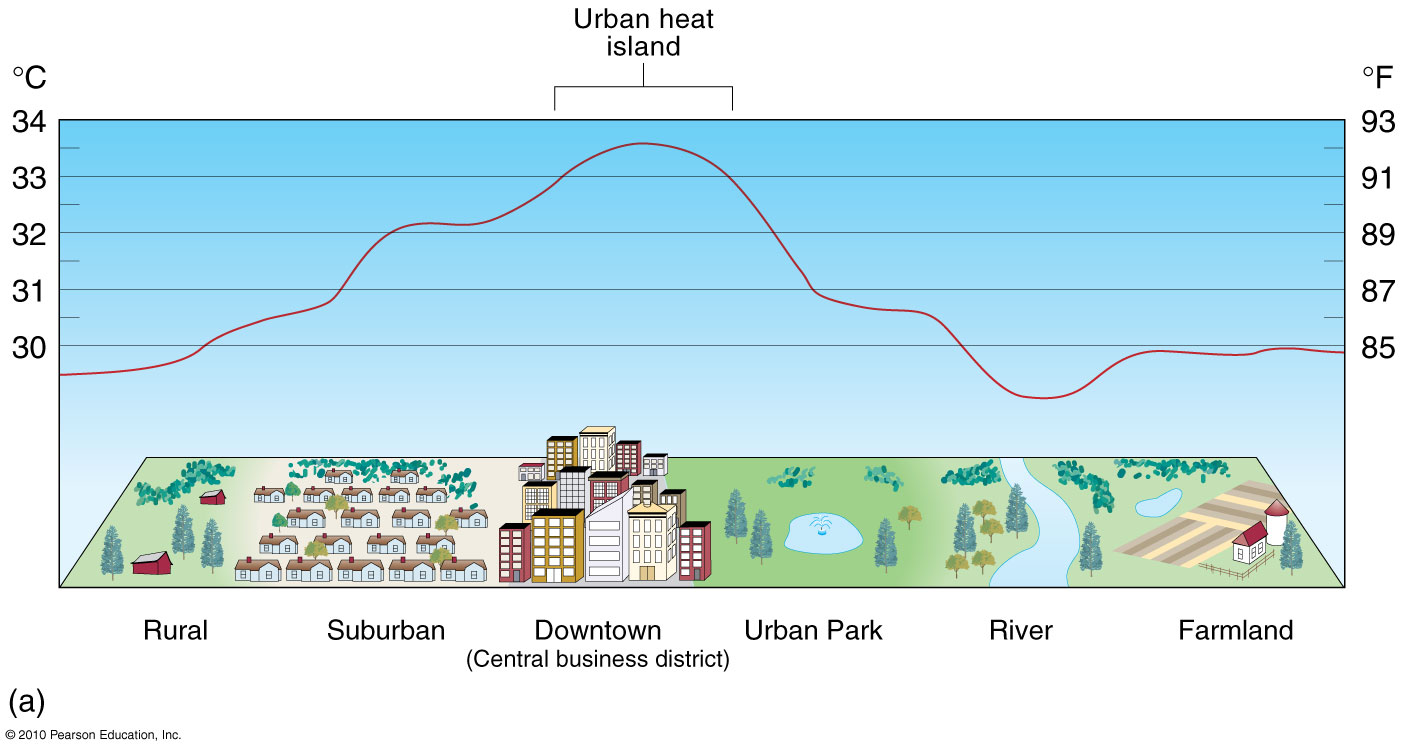 Urban heat
island
°C
°F
34
93
33
91
32
89
31
87
30
85
Rural
Suburban
Downtown
(Central business district)
Urban Park
River
Farmland
(a)
© 2010 Pearson Education, Inc.